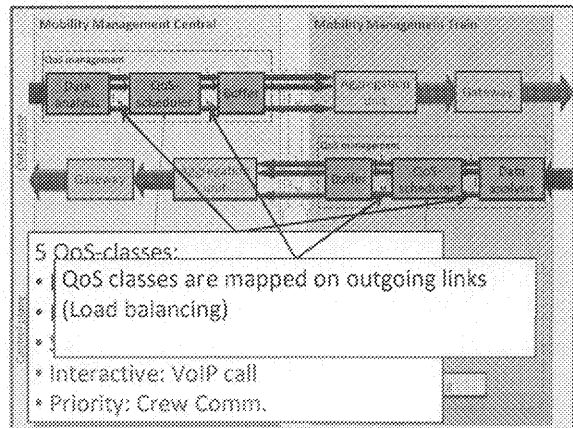 Mobility Management Central
Mobility Management Train
QoS management
Data analysis
QoS-scheduler
Buffer
Aggregation unit
Gateway
QoS management
Gateway
Aggregation unit
Buffer
QoS-scheduler
Data analysis
5 QoS-classes:
QoS classes are mapped on outgoing links
(Load balancing)
• Interactive: VoIP call
• Priority: Crew Comm.